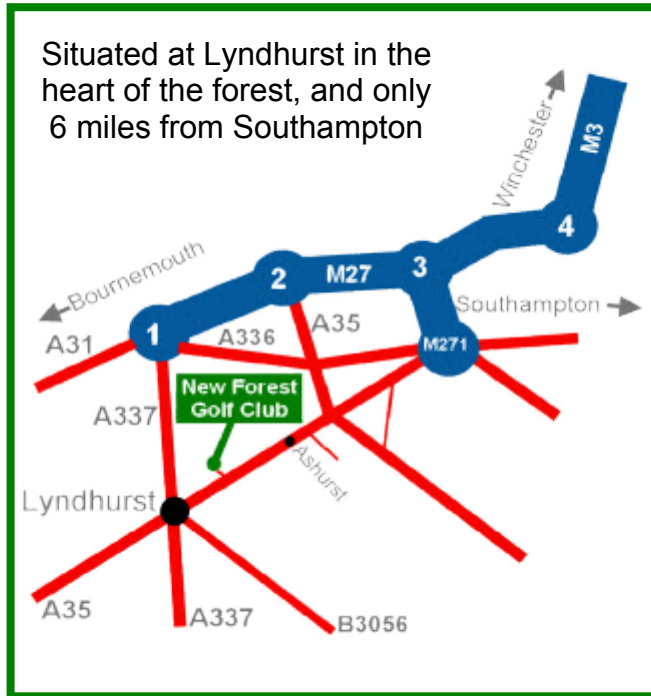 Situated at Lyndhurst in the
heart of the forest, and only
6 miles from Southampton
M3
Winchester
4
3
2
M27
Bournemouth
Southampton
1
A31
A336
A35
M271
New Forest
Golf Club
A337
Ashurst
Lyndhurst
A35
A337
B3056